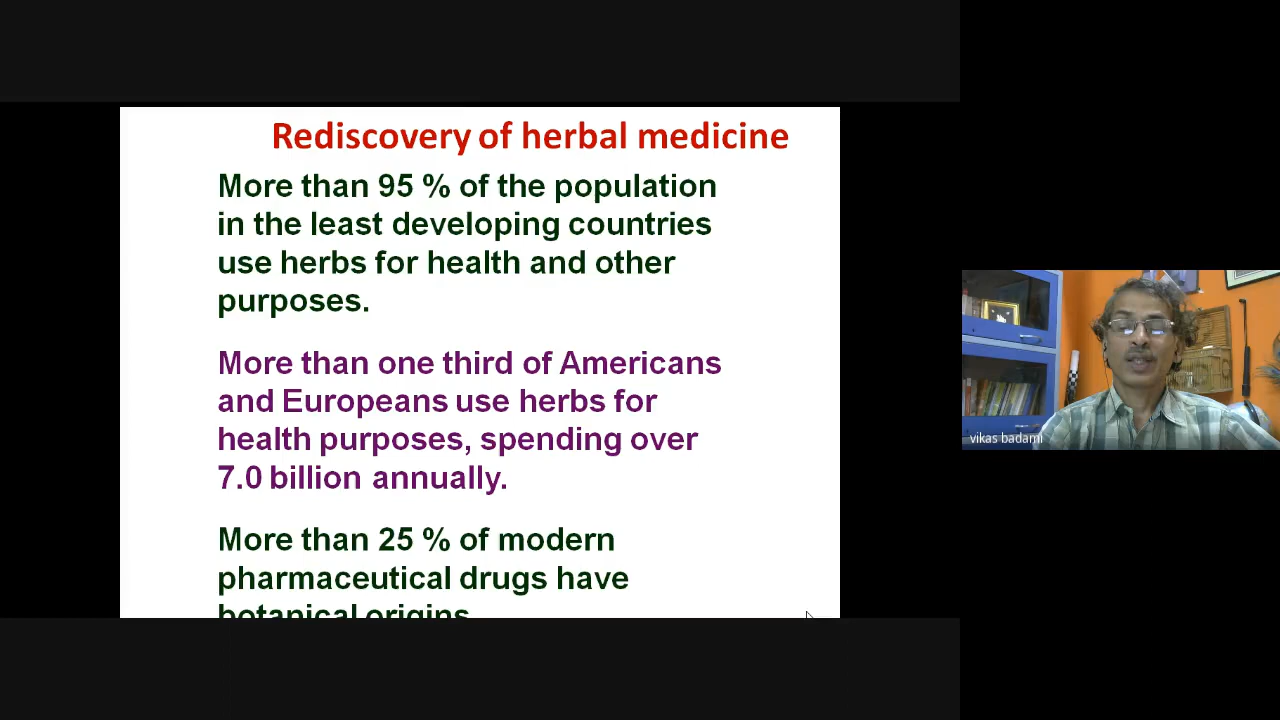 Rediscovery of herbal medicine
More than 95 % of the population
in the least developing countries
use herbs for health and other
purposes.
More than one third of Americans
and Europeans use herbs for
health purposes, spending over
7.0 billion annually.
More than 25 % of modern
pharmaceutical drugs have
botanical origins
vikas badami